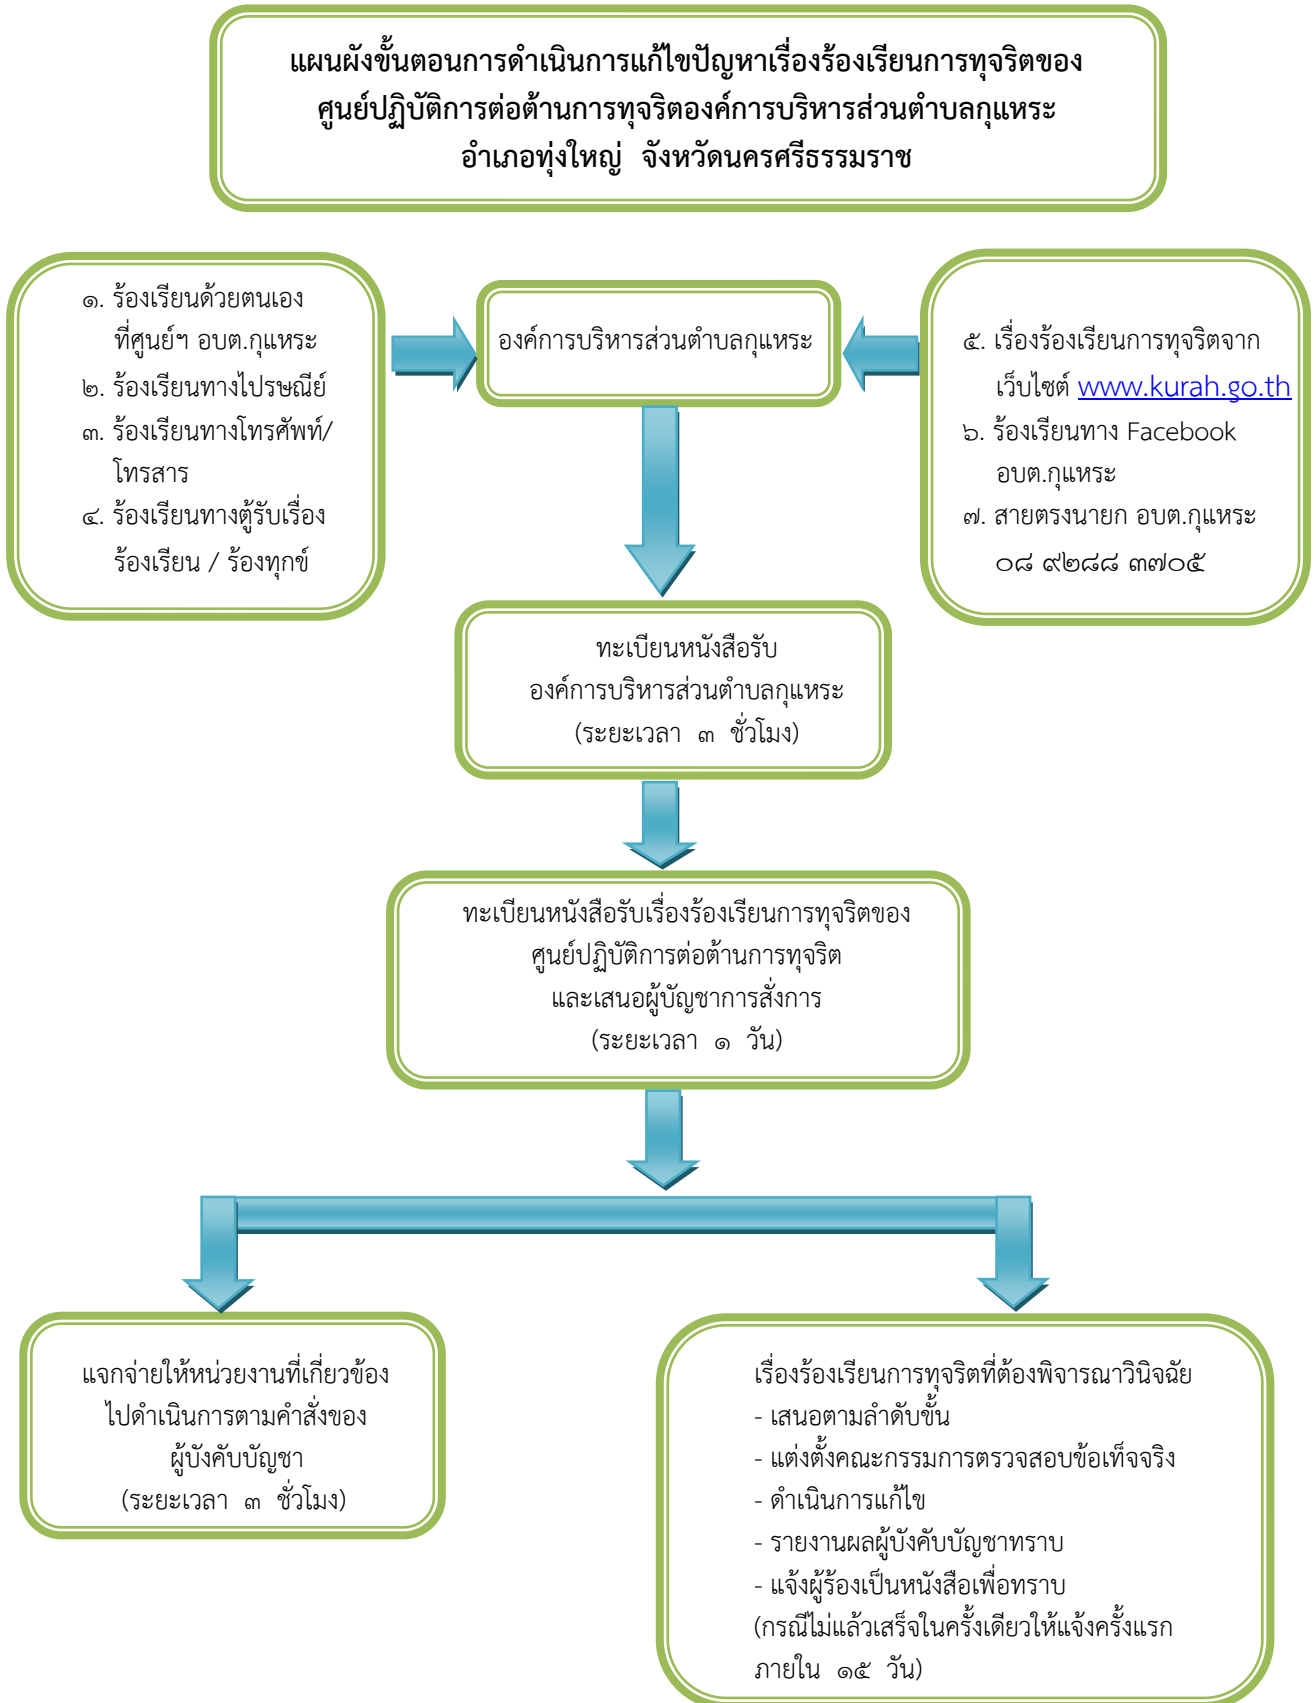 แผนผังขั้นตอนการดำเนินการแก้ไขปัญหาเรื่องร้องเรียนการทุจริตของ
ศูนย์ปฏิบัติการต่อต้านการทุจริตองค์การบริหารส่วนตำบลกุแหระ
อำเภอทุ่งใหญ่ จังหวัดนครศรีธรรมราช
๑. ร้องเรียนด้วยตนเอง
ที่ศูนย์ฯ อบต.กุแหระ
๒. ร้องเรียนทางไปรษณีย์
๓. ร้องเรียนทางโทรศัพท์/
โทรสาร
๔. ร้องเรียนทางตู้รับเรื่อง
ร้องเรียน / ร้องทุกข์
องค์การบริหารส่วนตำบลกุแหระ
๕. เรื่องร้องเรียนการทุจริตจาก
เว็บไซต์ www.kurah.go.th
๖. ร้องเรียนทาง Facebook
อบต.กุแหระ
๗. สายตรงนายก อบต.กุแหระ
๐๘ ๙๒๘๘ ๓๗๐๕
ทะเบียนหนังสือรับ
องค์การบริหารส่วนตำบลกุแหระ
(ระยะเวลา ๓ ชั่วโมง)
ทะเบียนหนังสือรับเรื่องร้องเรียนการทุจริตของ
ศูนย์ปฏิบัติการต่อต้านการทุจริต
และเสนอผู้บัญชาการสั่งการ
(ระยะเวลา ๑ วัน)
แจกจ่ายให้หน่วยงานที่เกี่ยวข้อง
ไปดำเนินการตามคำสั่งของ
ผู้บังคับบัญชา
(ระยะเวลา ๓ ชั่วโมง)
เรื่องร้องเรียนการทุจริตที่ต้องพิจารณาวินิจฉัย
- เสนอตามลำดับขั้น
- แต่งตั้งคณะกรรมการตรวจสอบข้อเท็จจริง
- ดำเนินการแก้ไข
- รายงานผลผู้บังคับบัญชาทราบ
- แจ้งผู้ร้องเป็นหนังสือเพื่อทราบ
(กรณีไม่แล้วเสร็จในครั้งเดียวให้แจ้งครั้งแรก
ภายใน ๑๕ วัน)